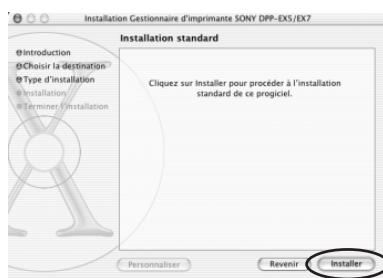 Installation Gestionnaire d'imprimante SONY DPP-EX5/EX7
Installation standard
Introduction
Choisir la destination
Type d'installation
Installation
Terminer l'installation
Cliquez sur Installer pour procéder à l'installation
standard de ce progiciel.
Personnaliser
Revenir
Installer